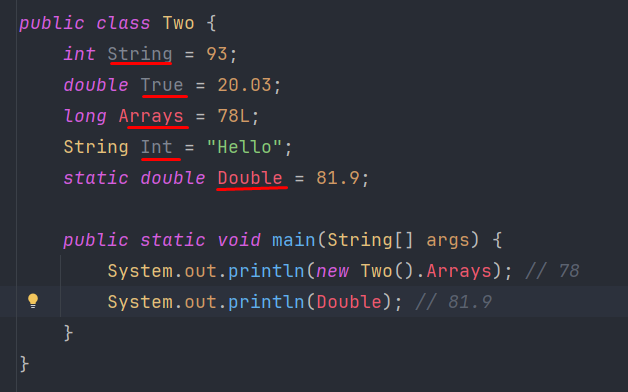 public class Two {
    int String = 93;
    double True = 20.03;
    long Arrays = 78L;
    String Int = "Hello";
    static double Double = 81.9;
    public static void main(String[] args) {
        System.out.println(new Two().Arrays); // 78
        System.out.println(Double); // 81.9
    }
}